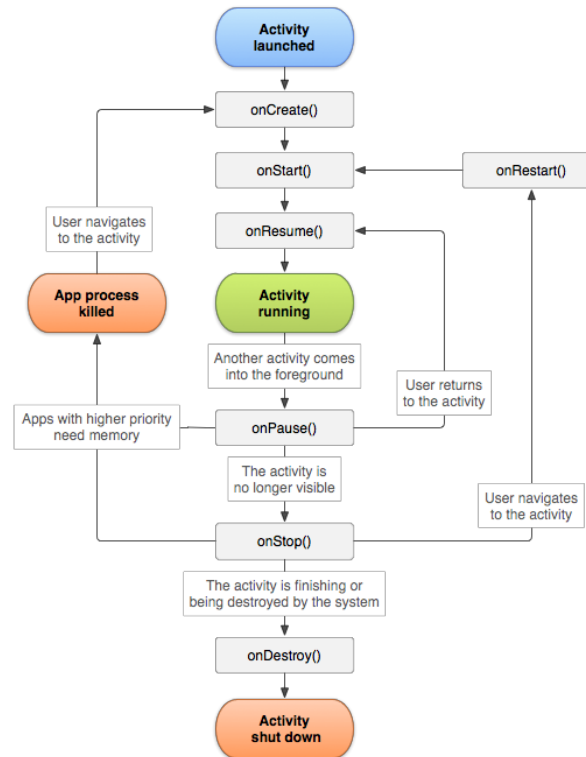 Activity
launched
onCreate()
onStart()
onRestart()
User navigates
to the activity
onResume()
App process
killed
Activity
running
Another activity comes
into the foreground
User returns
to the activity
Apps with higher priority
need memory
onPause()
The activity is
no longer visible
User navigates
to the activity
onStop()
The activity is finishing or
being destroyed by the system
onDestroy()
Activity
shut down